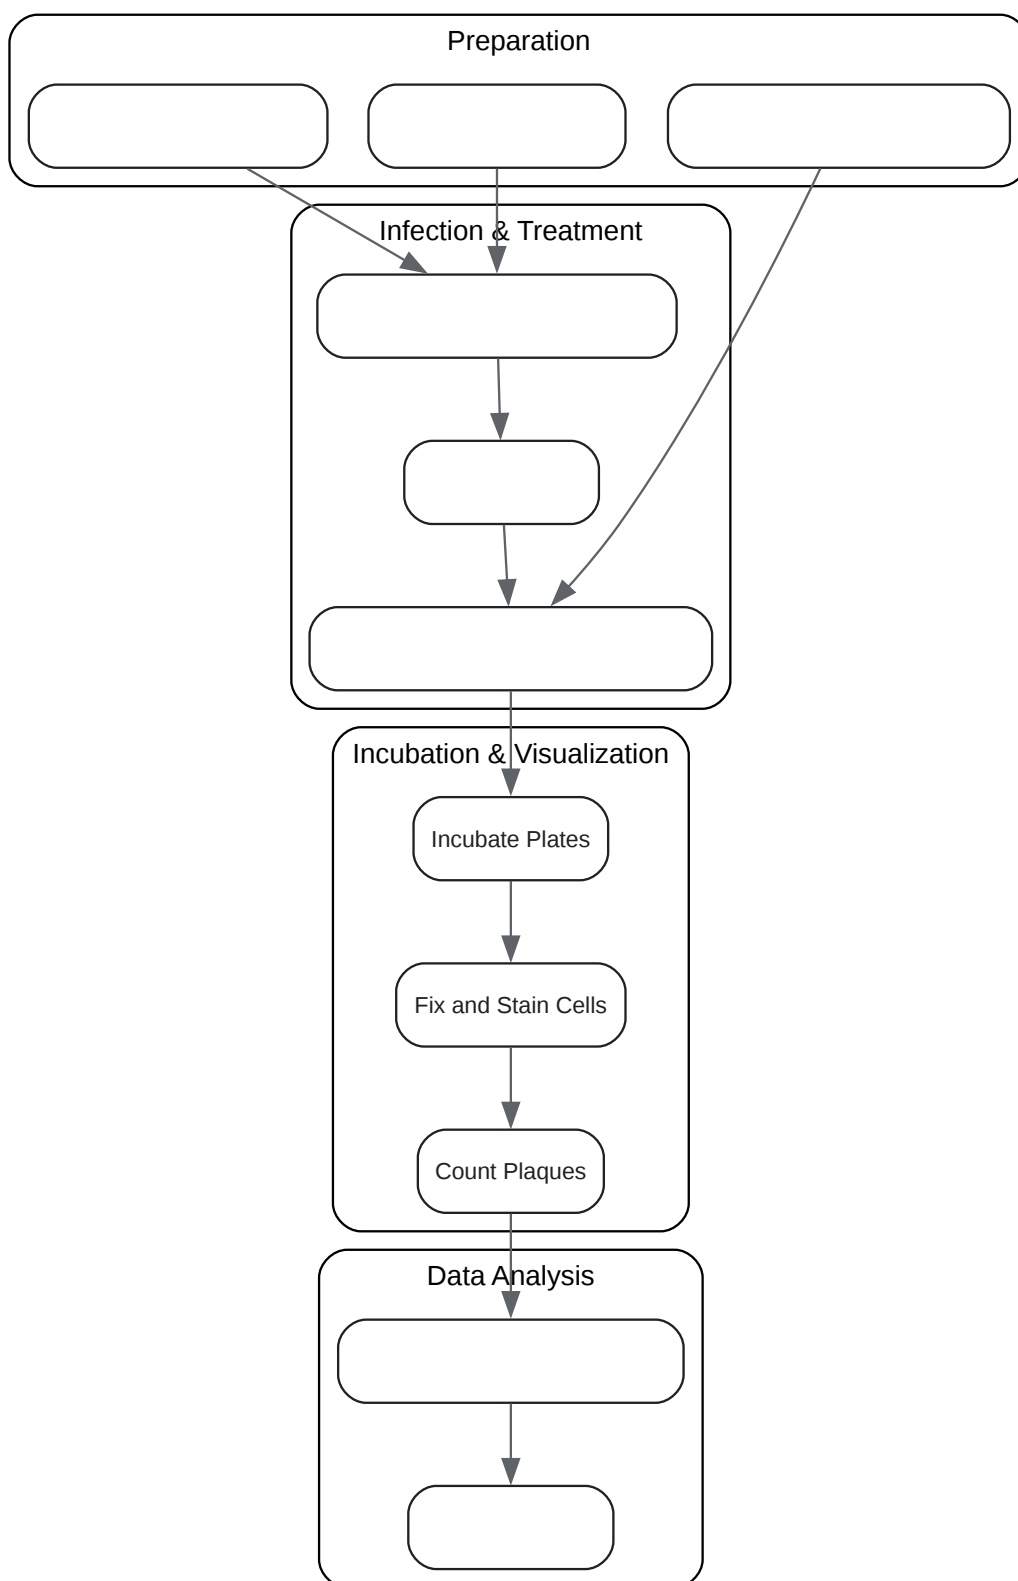 Preparation
Infection & Treatment
Incubation & Visualization
Incubate Plates
Fix and Stain Cells
Count Plaques
Data Analysis